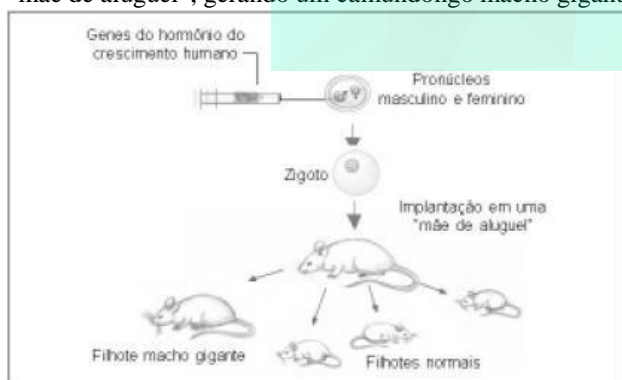 "mãe de aluguel", gerando um camundongo macho gigant
Genes do hormônio do
crescimento humano
Pronúcleos
masculino e feminino
Zigoto
Implantação em uma
"mãe de aluguel"
Filhote macho gigante
Filhotes normais